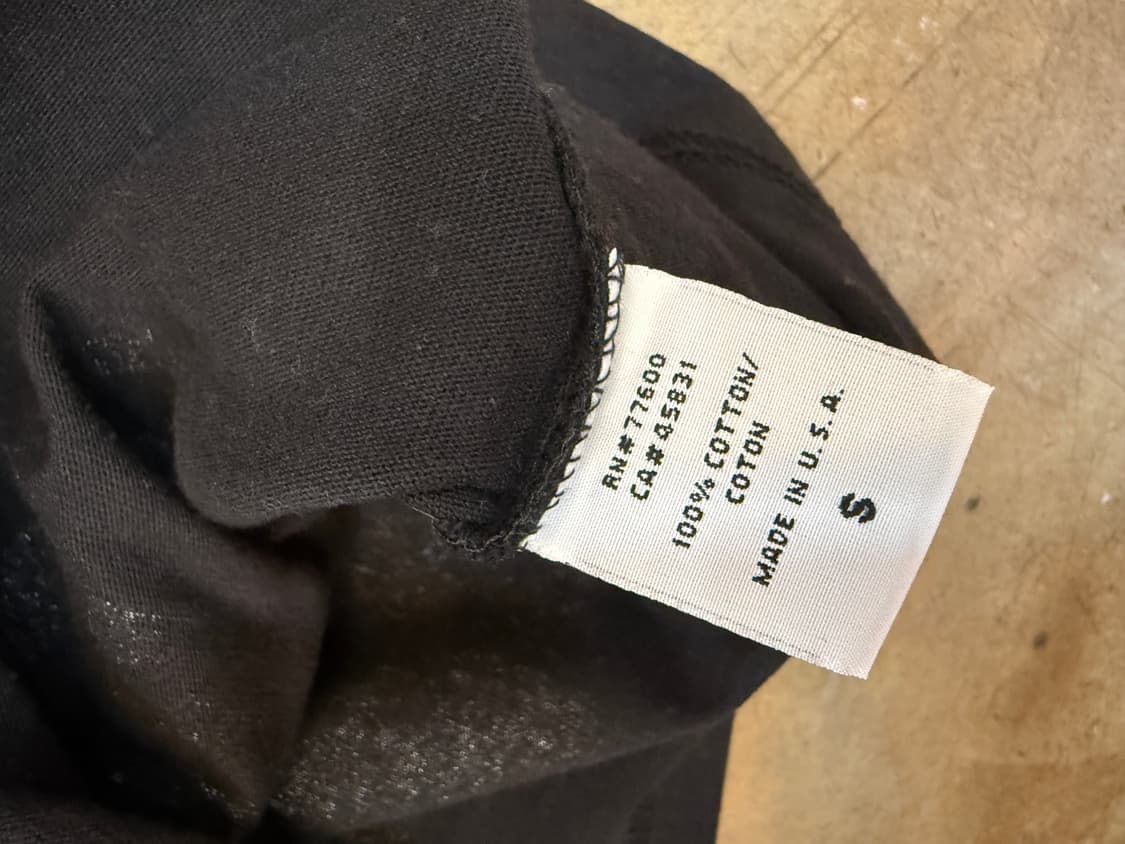 RN#77600
CA#45831
100% COTTON/
COTON
MADE IN U.S.A.
S